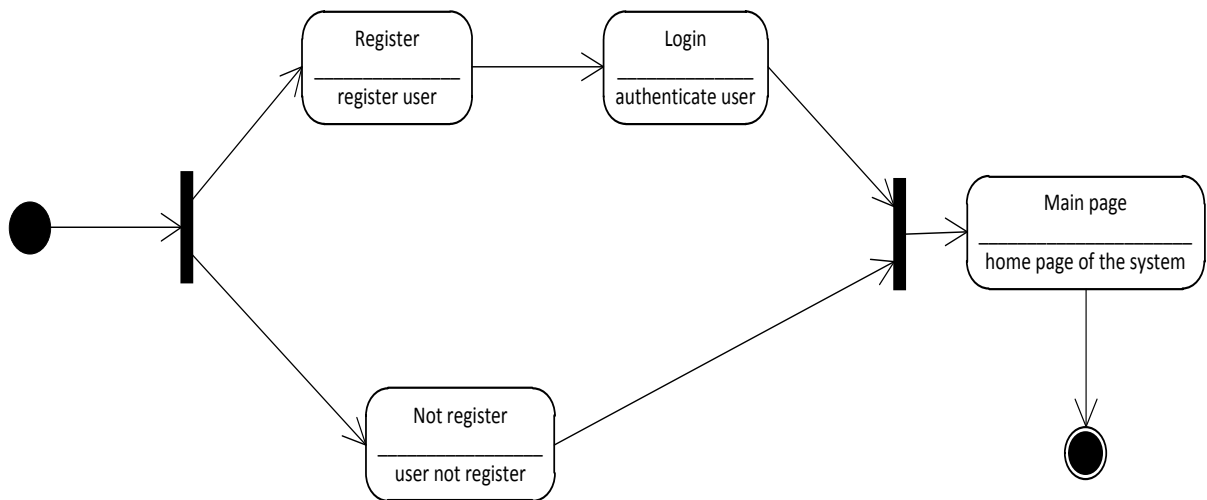 Register
register user
Login
authenticate user
Main page
home page of the system
Not register
user not register